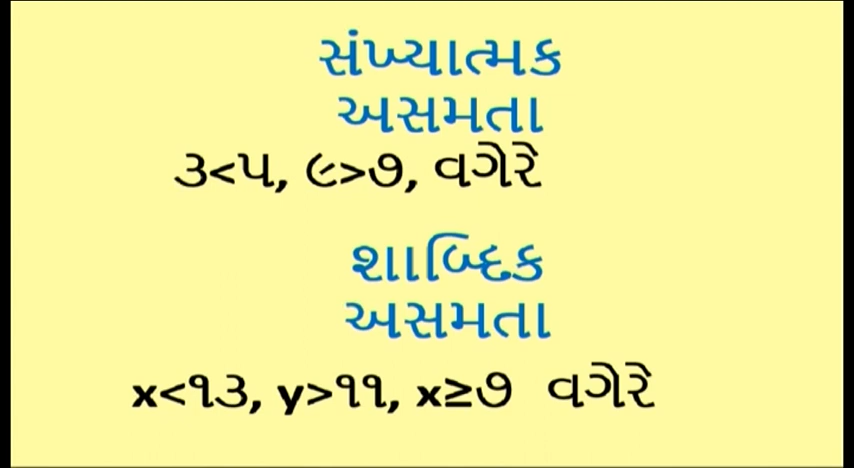 સંખ્યાત્મક
અસમતા
૩<૫, ૯>૭, વગેરે
શાબ્દિક
અસમતા
x<૧૩, y>૧૧, x≥૭ વગેરે